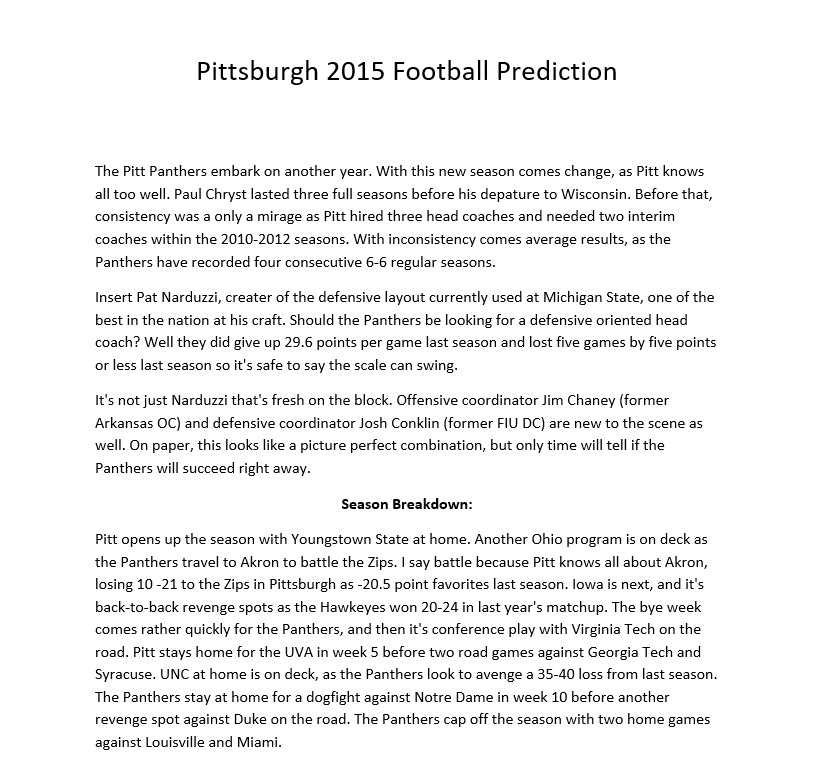 Pittsburgh 2015 Football Prediction
The Pitt Panthers embark on another year. With this new season comes change, as Pitt knows
all too well. Paul Chryst lasted three full seasons before his depature to Wisconsin. Before that,
consistency was a only a mirage as Pitt hired three head coaches and needed two interim
coaches within the 2010-2012 seasons. With inconsistency comes average results, as the
Panthers have recorded four consecutive 6-6 regular seasons.
Insert Pat Narduzzi, creater of the defensive layout currently used at Michigan State, one of the
best in the nation at his craft. Should the Panthers be looking for a defensive oriented head
coach? Well they did give up 29.6 points per game last season and lost five games by five points
or less last season so it's safe to say the scale can swing.
It's not just Narduzzi that's fresh on the block. Offensive coordinator Jim Chaney (former
Arkansas OC) and defensive coordinator Josh Conklin (former FIU DC) are new to the scene as
well. On paper, this looks like a picture perfect combination, but only time will tell if the
Panthers will succeed right away.
Season Breakdown:
Pitt opens up the season with Youngstown State at home. Another Ohio program is on deck as
the Panthers travel to Akron to battle the Zips. I say battle because Pitt knows all about Akron,
losing 10 -21 to the Zips in Pittsburgh as -20.5 point favorites last season. Iowa is next, and it's
back-to-back revenge spots as the Hawkeyes won 20-24 in last year's matchup. The bye week
comes rather quickly for the Panthers, and then it's conference play with Virginia Tech on the
road. Pitt stays home for the UVA in week 5 before two road games against Georgia Tech and
Syracuse. UNC at home is on deck, as the Panthers look to avenge a 35-40 loss from last season.
The Panthers stay at home for a dogfight against Notre Dame in week 10 before another
revenge spot against Duke on the road. The Panthers cap off the season with two home games
against Louisville and Miami.